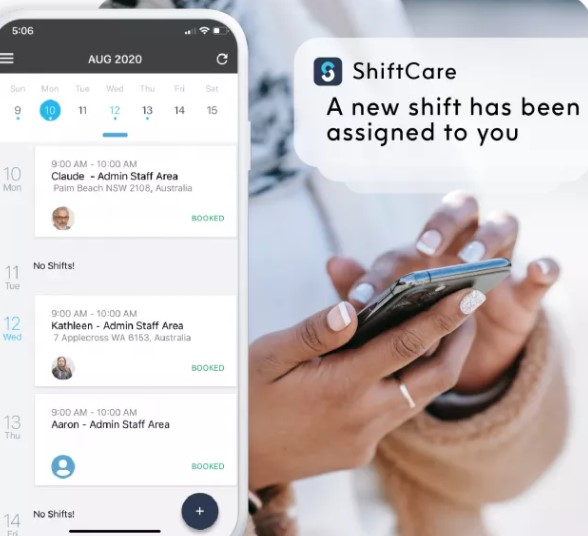 5:06
AUG 2020
Sun Mon Tue Wed Thu Fri Sat
9 10 11 12 13 14 15
10
Mon
9:00 AM - 10:00 AM
Claude - Admin Staff Area
Palm Beach NSW 2108, Australia
BOOKED
11
Tue
No Shifts!
12
Wed
9:00 AM - 10:00 AM
Kathleen - Admin Staff Area
7 Applecross WA 6153, Australia
BOOKED
13
Thu
9:00 AM - 10:00 AM
Aaron - Admin Staff Area
BOOKED
14
Fri
No Shifts!
+
S ShiftCare
A new shift has been
assigned to you